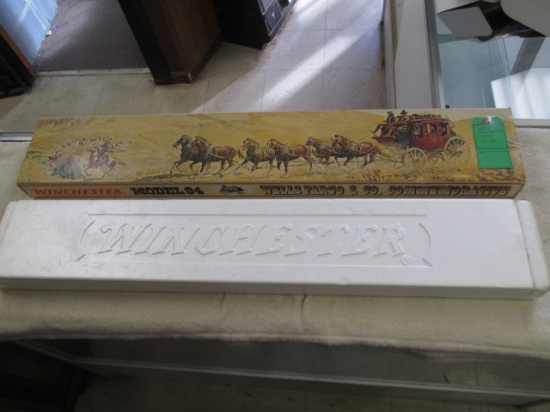 WINCHESTER MODEL 94 WELLS FARGO & CO. COMMEMORATIVE
WINCHESTER